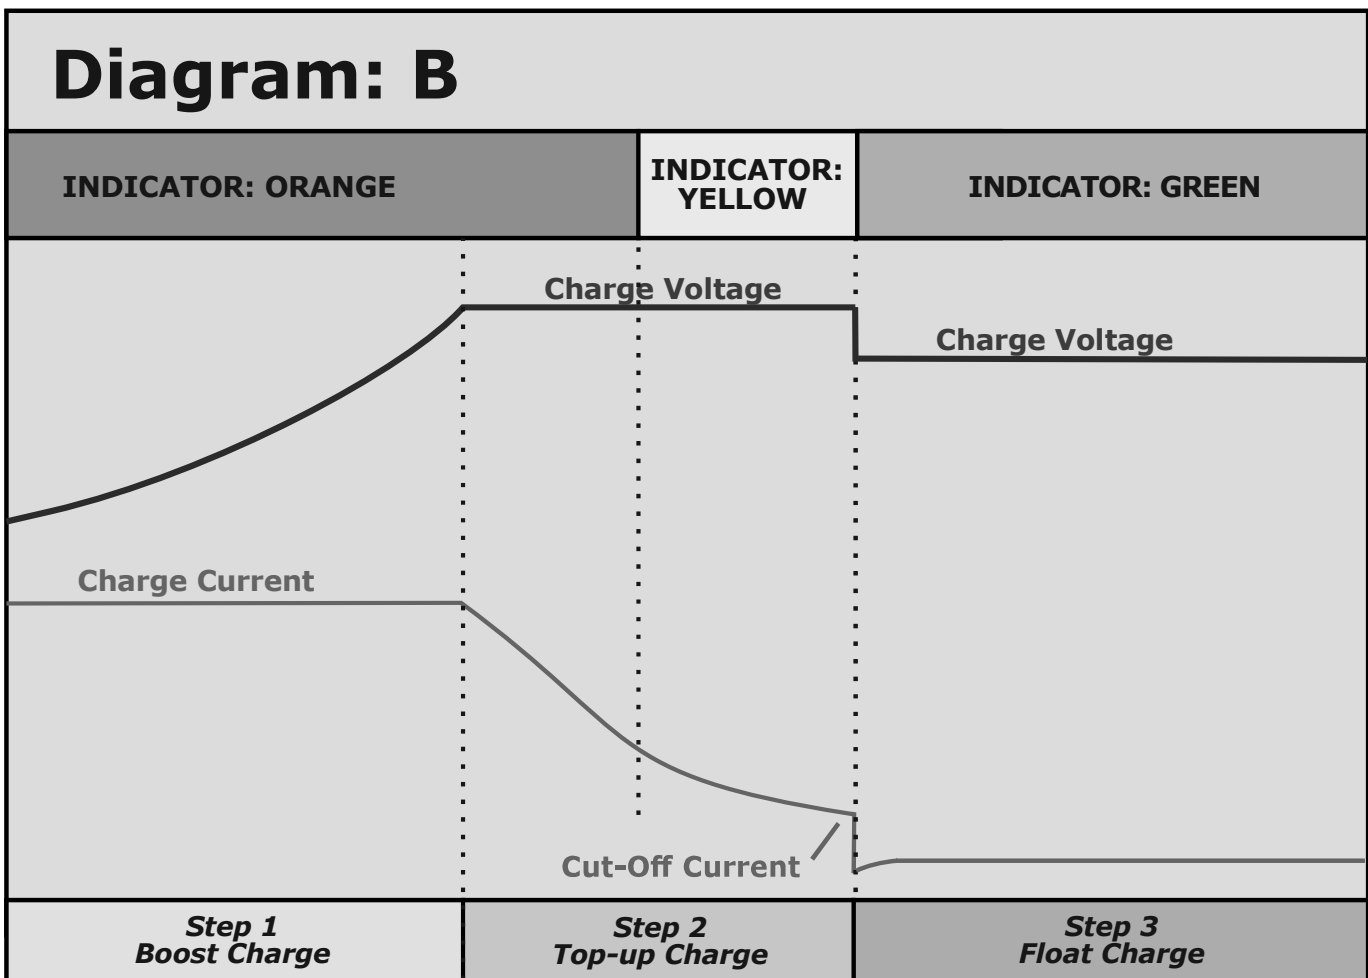 Diagram: B
INDICATOR: ORANGE
INDICATOR:
YELLOW
INDICATOR: GREEN
Charge Voltage
Charge Voltage
Charge Current
Cut-Off Current
Step 1
Boost Charge
Step 2
Top-up Charge
Step 3
Float Charge